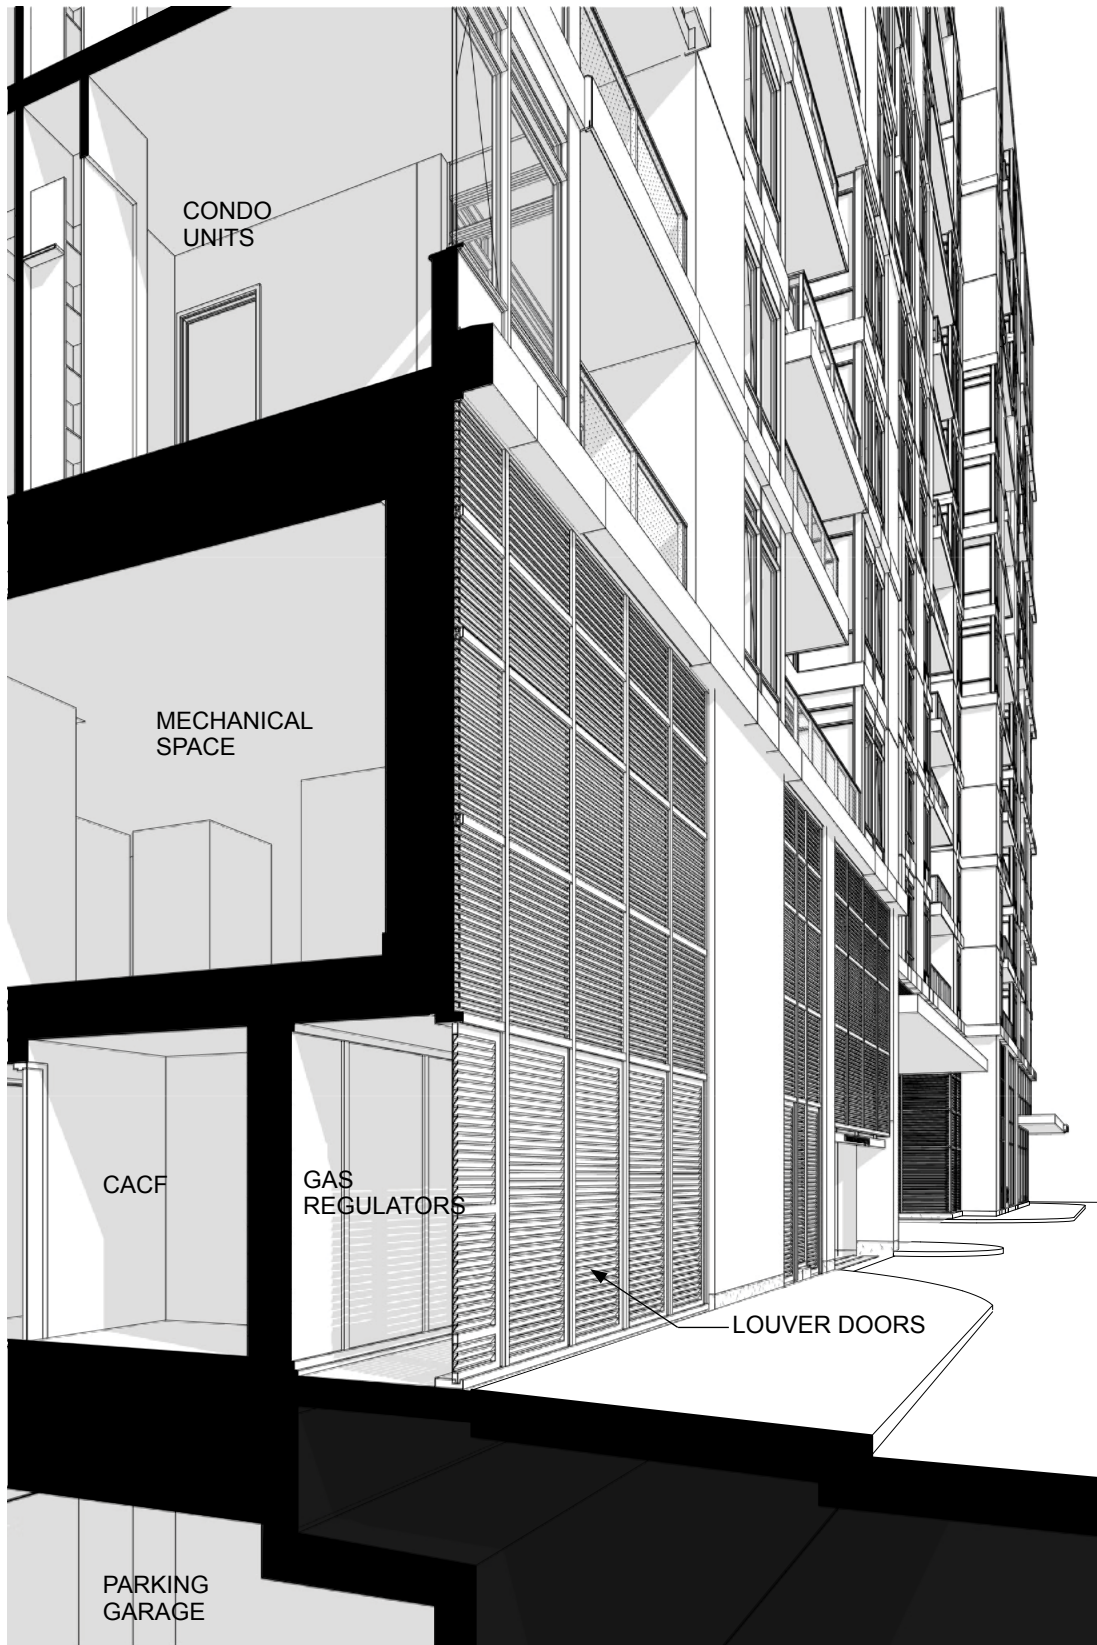 CONDO
UNITS
MECHANICAL
SPACE
CACF
GAS
REGULATORS
LOUVER DOORS
PARKING
GARAGE